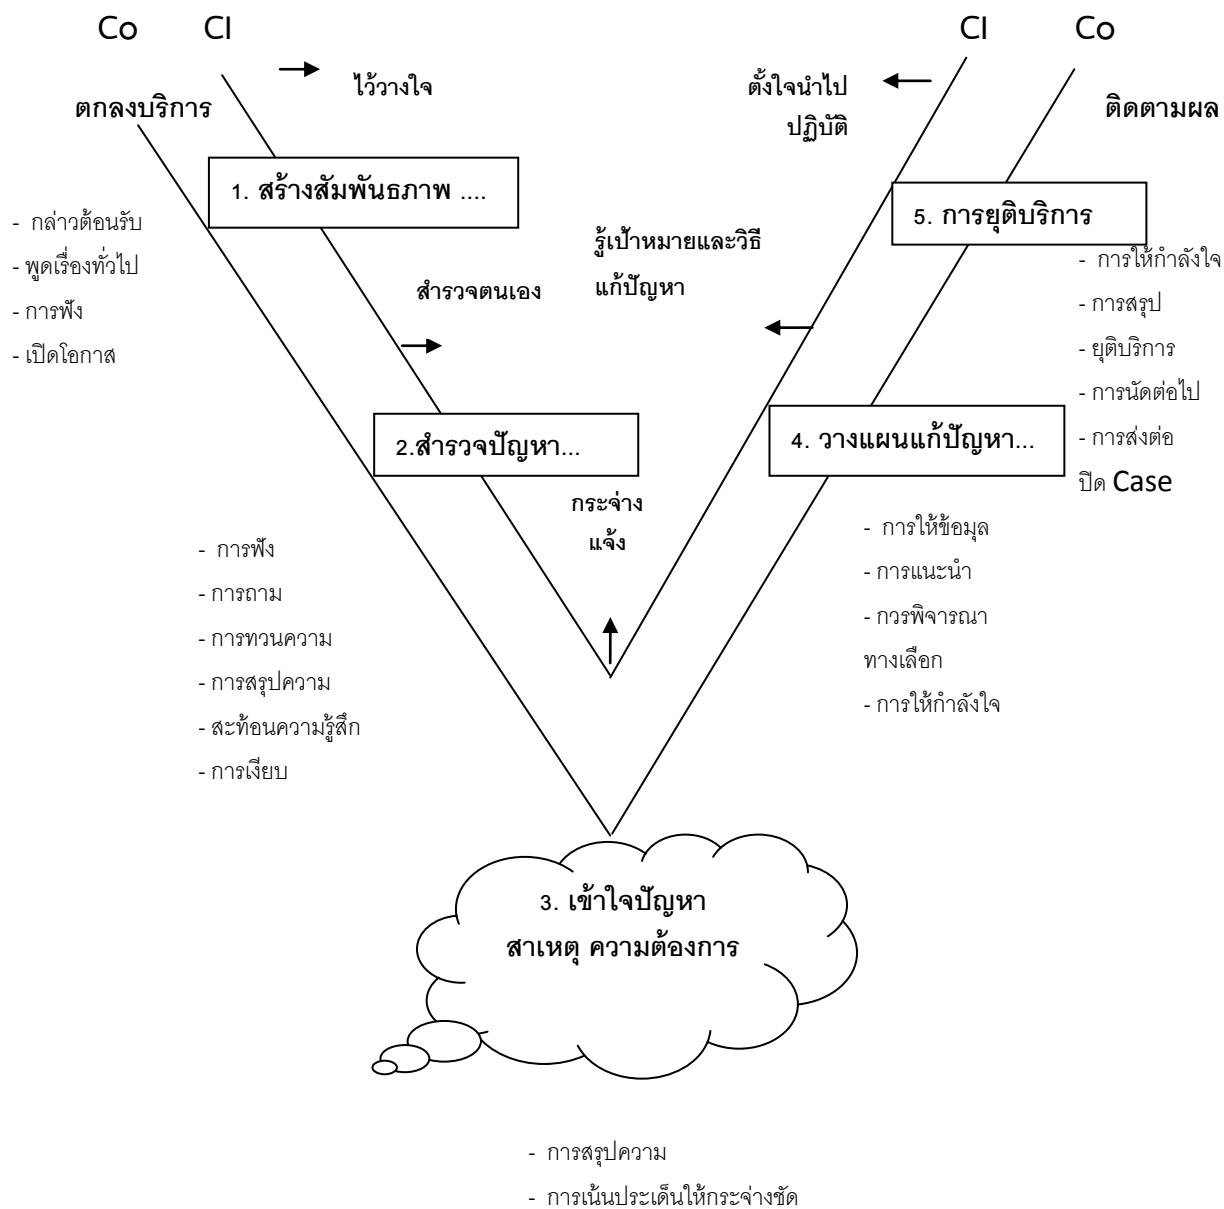 Co CI CI Co
ไว้วางใจ
ตั้งใจนำไป
ปฏิบัติ
ตกลงบริการ
ติดตามผล
1. สร้างสัมพันธภาพ ....
5. การยุติบริการ
- กล่าวต้อนรับ
- พูดเรื่องทั่วไป
- การฟัง
- เปิดโอกาส
สำรวจตนเอง
รู้เป้าหมายและวิธี
แก้ปัญหา
- การให้กำลังใจ
- การสรุป
- ยุติบริการ
- การนัดต่อไป
- การส่งต่อ
ปิด Case
2.สำรวจปัญหา...
4. วางแผนแก้ปัญหา...
กระจ่าง
แจ้ง
- การฟัง
- การถาม
- การทวนความ
- การสรุปความ
- สะท้อนความรู้สึก
- การเงียบ
- การให้ข้อมุล
- การแนะนำ
- กวรพิจารณา
ทางเลือก
- การให้กำลังใจ
3. เข้าใจปัญหา
สาเหตุ ความต้องการ
- การสรุปความ
- การเน้นประเด็นให้กระจ่างชัด